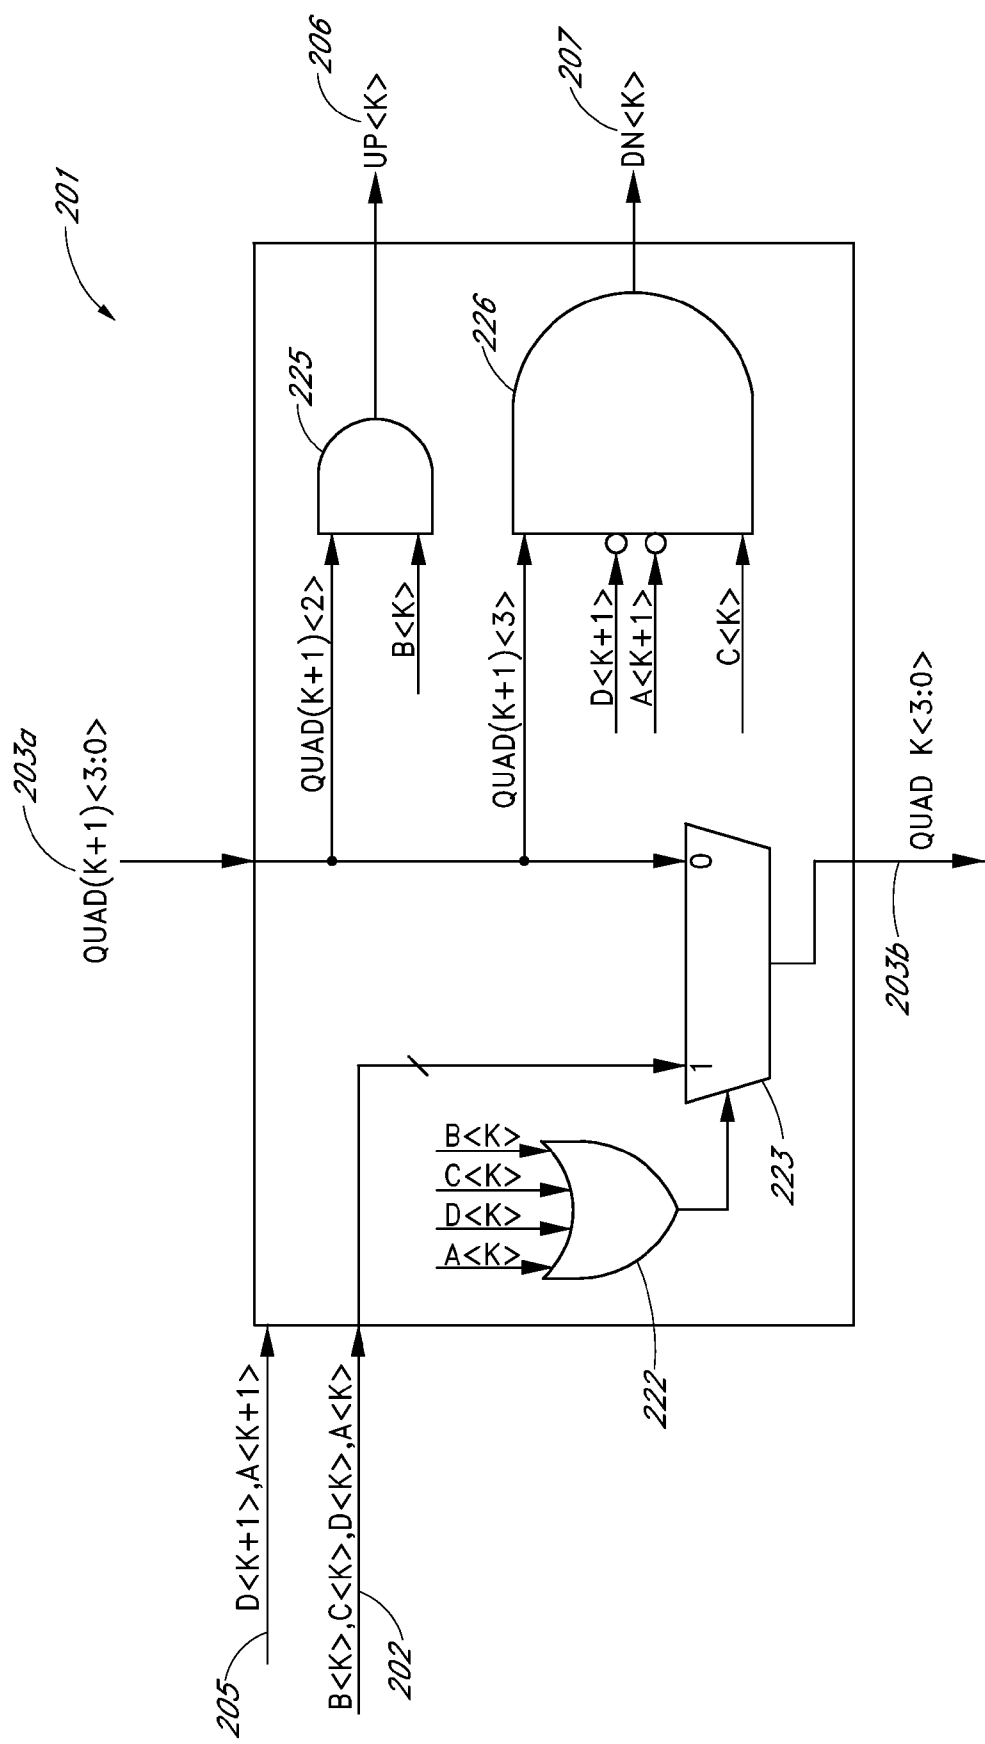 201
203a
QUAD(K+1)<3:0>
205
D<K+1>,A<K+1>
B<K>,C<K>,D<K>,A<K>
202
QUAD(K+1)<2>
B<K>
225
UP<K>
206
QUAD(K+1)<3>
D<K+1>
A<K+1>
C<K>
226
DN<K>
207
B<K>
C<K>
D<K>
A<K>
222
1
0
223
203b
QUAD K<3:0>